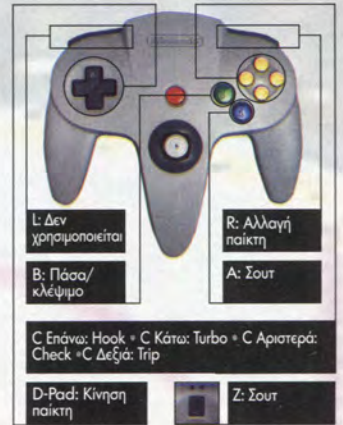 Nintendo
L: Δεν
χρησιμοποιείται
R: Αλλαγή
παίκτη
B: Πάσα/
κλέψιμο
A: Σουτ
C Επάνω: Hook • C Κάτω: Turbo • C Αριστερά:
Check •C Δεξιά: Trip
D-Pad: Κίνηση
παίκτη
Z: Σουτ